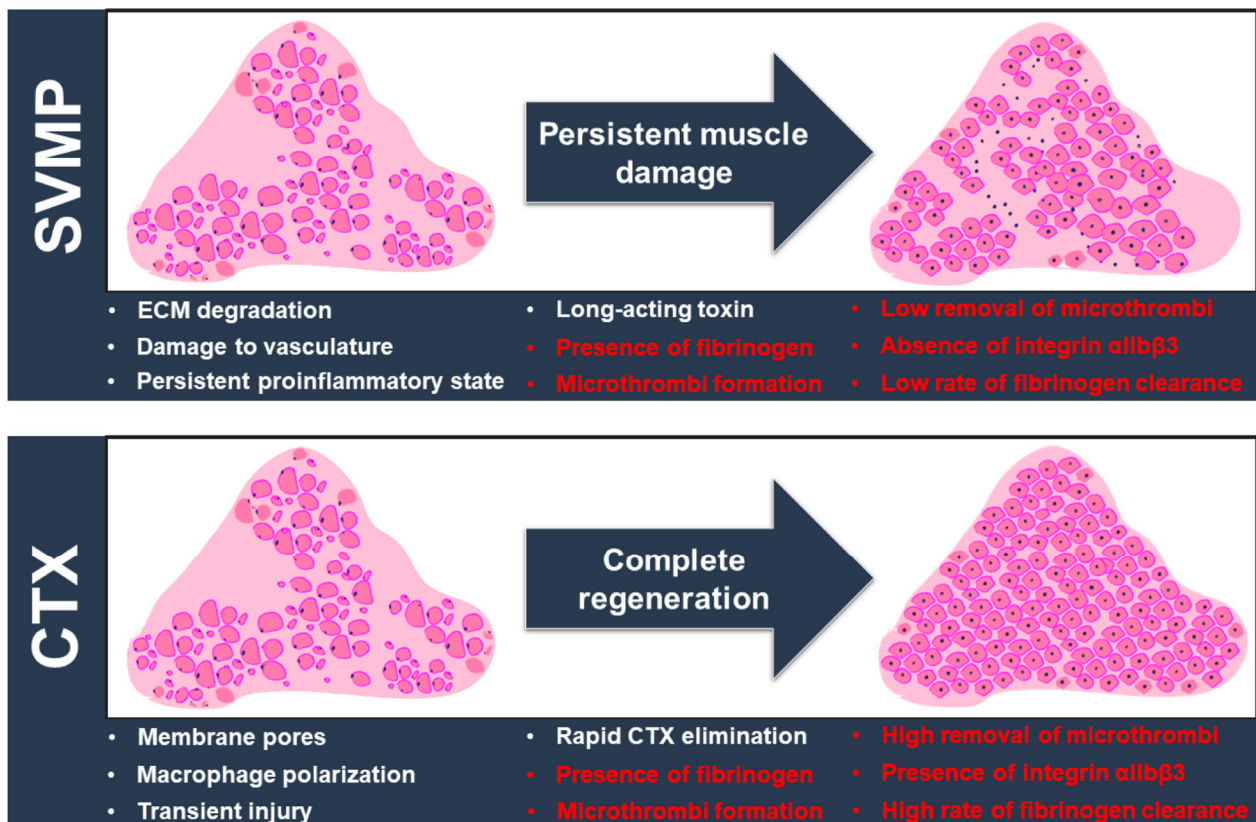 SVMP
Persistent muscle
damage
• ECM degradation
• Damage to vasculature
• Persistent proinflammatory state
• Long-acting toxin
• Presence of fibrinogen
• Microthrombi formation
• Low removal of microthrombi
• Absence of integrin αIIbβ3
• Low rate of fibrinogen clearance
CTX
Complete
regeneration
• Membrane pores
• Macrophage polarization
• Transient injury
• Rapid CTX elimination
• Presence of fibrinogen
• Microthrombi formation
• High removal of microthrombi
• Presence of integrin αIIbβ3
• High rate of fibrinogen clearance